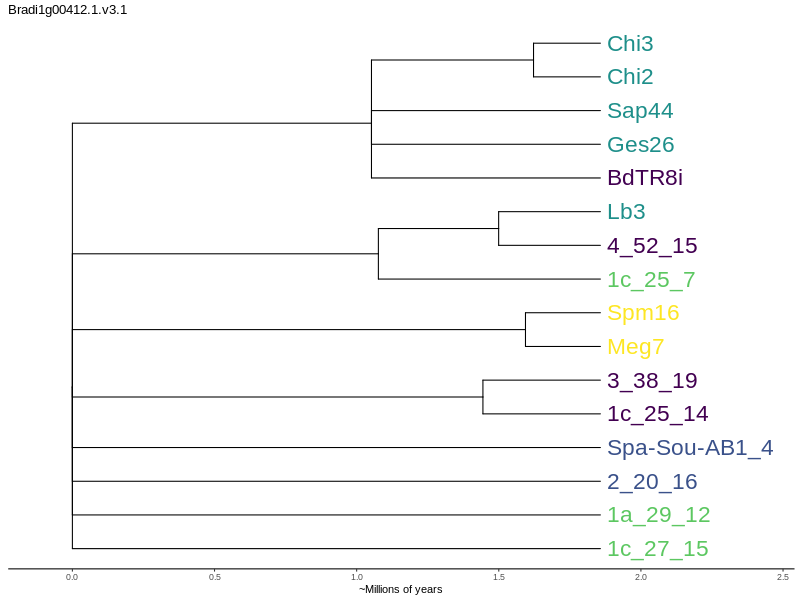 Bradi1g00412.1.v3.1
Chi3
Chi2
Sap44
Ges26
BdTR8i
Lb3
4_52_15
1c_25_7
Spm16
Meg7
3_38_19
1c_25_14
Spa-Sou-AB1_4
2_20_16
1a_29_12
1c_27_15
0.0 0.5 1.0 1.5 2.0 2.5
~Millions of years